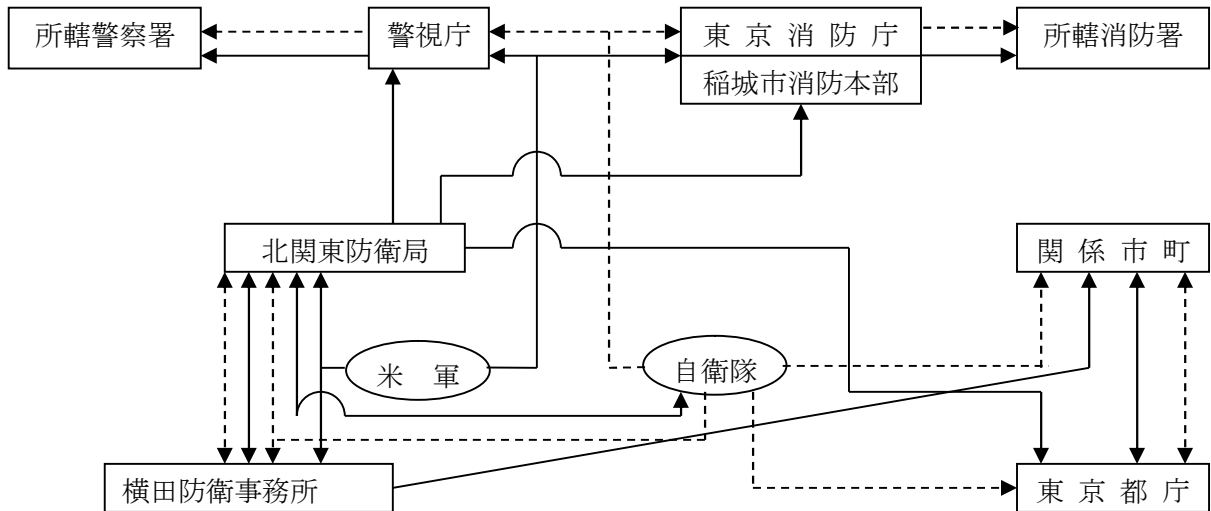 所轄警察署
警視庁
東京消防庁
稲城市消防本部
所轄消防署
北関東防衛局
関係市町
米軍
自衛隊
横田防衛事務所
東京都庁